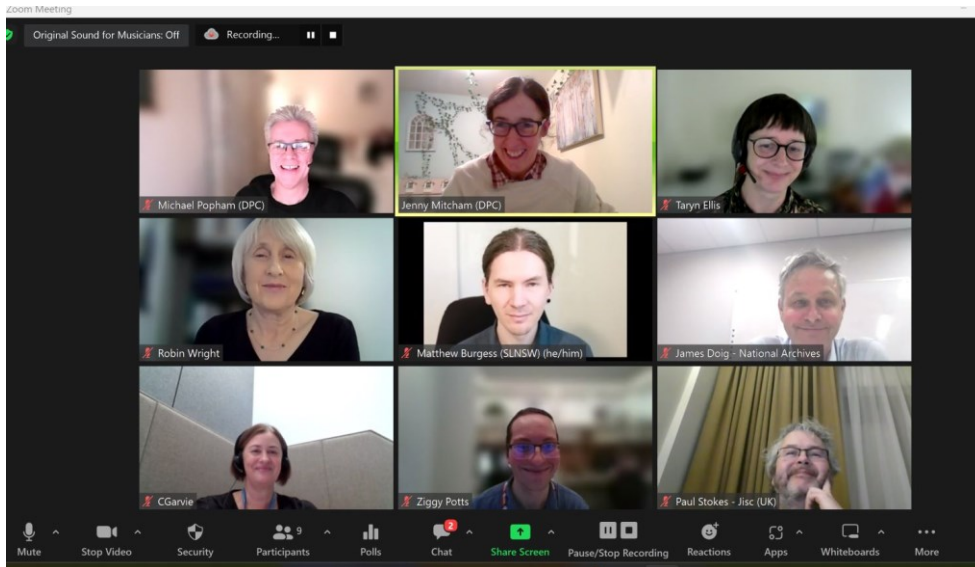 Zoom Meeting
Original Sound for Musicians: Off Recording...
Michael Popham (DPC) Jenny Mitcham (DPC) Taryn Ellis
Robin Wright Matthew Burgess (SLNSW) (he/him) James Doig - National Archives
CGarvie Ziggy Potts Paul Stokes - Jisc (UK)
9 2
Mute Stop Video Security Participants Polls Chat Share Screen Pause/Stop Recording Reactions Apps Whiteboards More